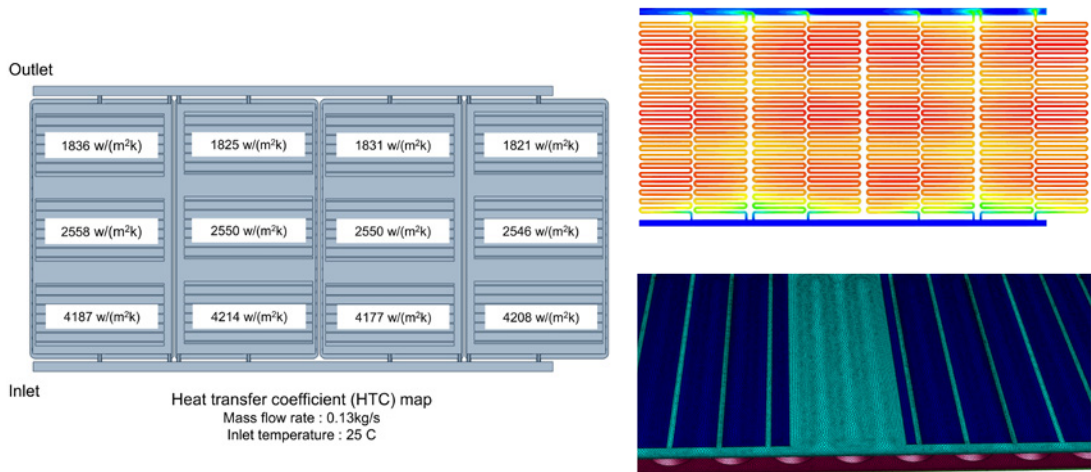 Outlet
1836 w/(m²k) 1825 w/(m²k) 1831 w/(m²k) 1821 w/(m²k)
2558 w/(m²k) 2550 w/(m²k) 2550 w/(m²k) 2546 w/(m²k)
4187 w/(m²k) 4214 w/(m²k) 4177 w/(m²k) 4208 w/(m²k)
Inlet
Heat transfer coefficient (HTC) map
Mass flow rate : 0.13kg/s
Inlet temperature : 25 C